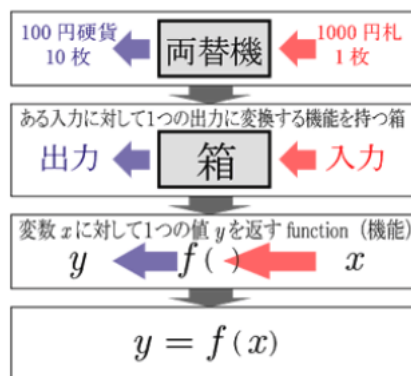 100円硬貨
10枚
両替機
1000円札
1枚
ある入力に対して1つの出力に変換する機能を持つ箱
出力
箱
入力
変数 x に対して1つの値 y を返す function（機能）
y f( ) x
y = f(x)